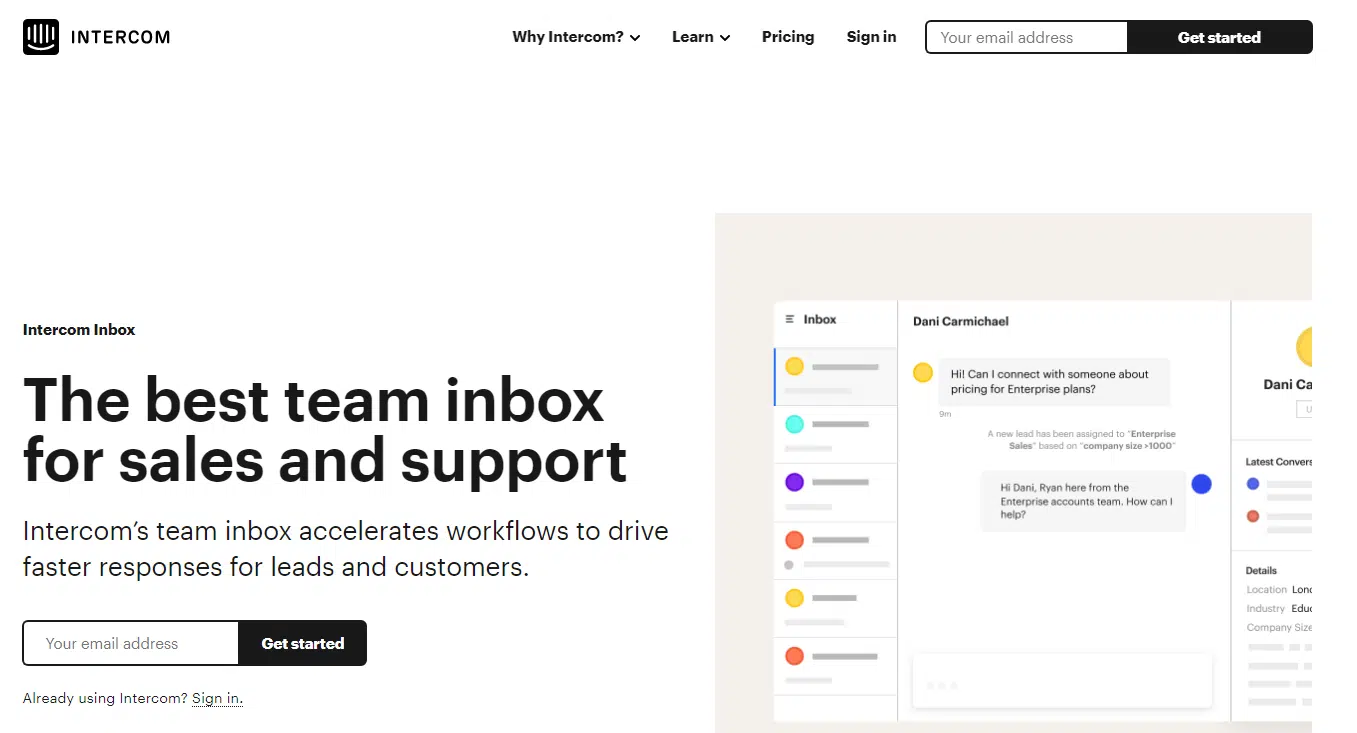 INTERCOM
Why Intercom?
Learn
Pricing
Sign in
Your email address
Get started
Intercom Inbox
The best team inbox
for sales and support
Intercom’s team inbox accelerates workflows to drive
faster responses for leads and customers.
Your email address
Get started
Already using Intercom? Sign in.
Inbox
Dani Carmichael
Hi! Can I connect with someone about
pricing for Enterprise plans?
9m
A new lead has been assigned to “Enterprise
Sales” based on “company size >1000”
Hi Dani, Ryan here from the
Enterprise accounts team. How can I
help?
Dani Ca
U
Latest Convers
Details
Location Lond
Industry Educ
Company Size